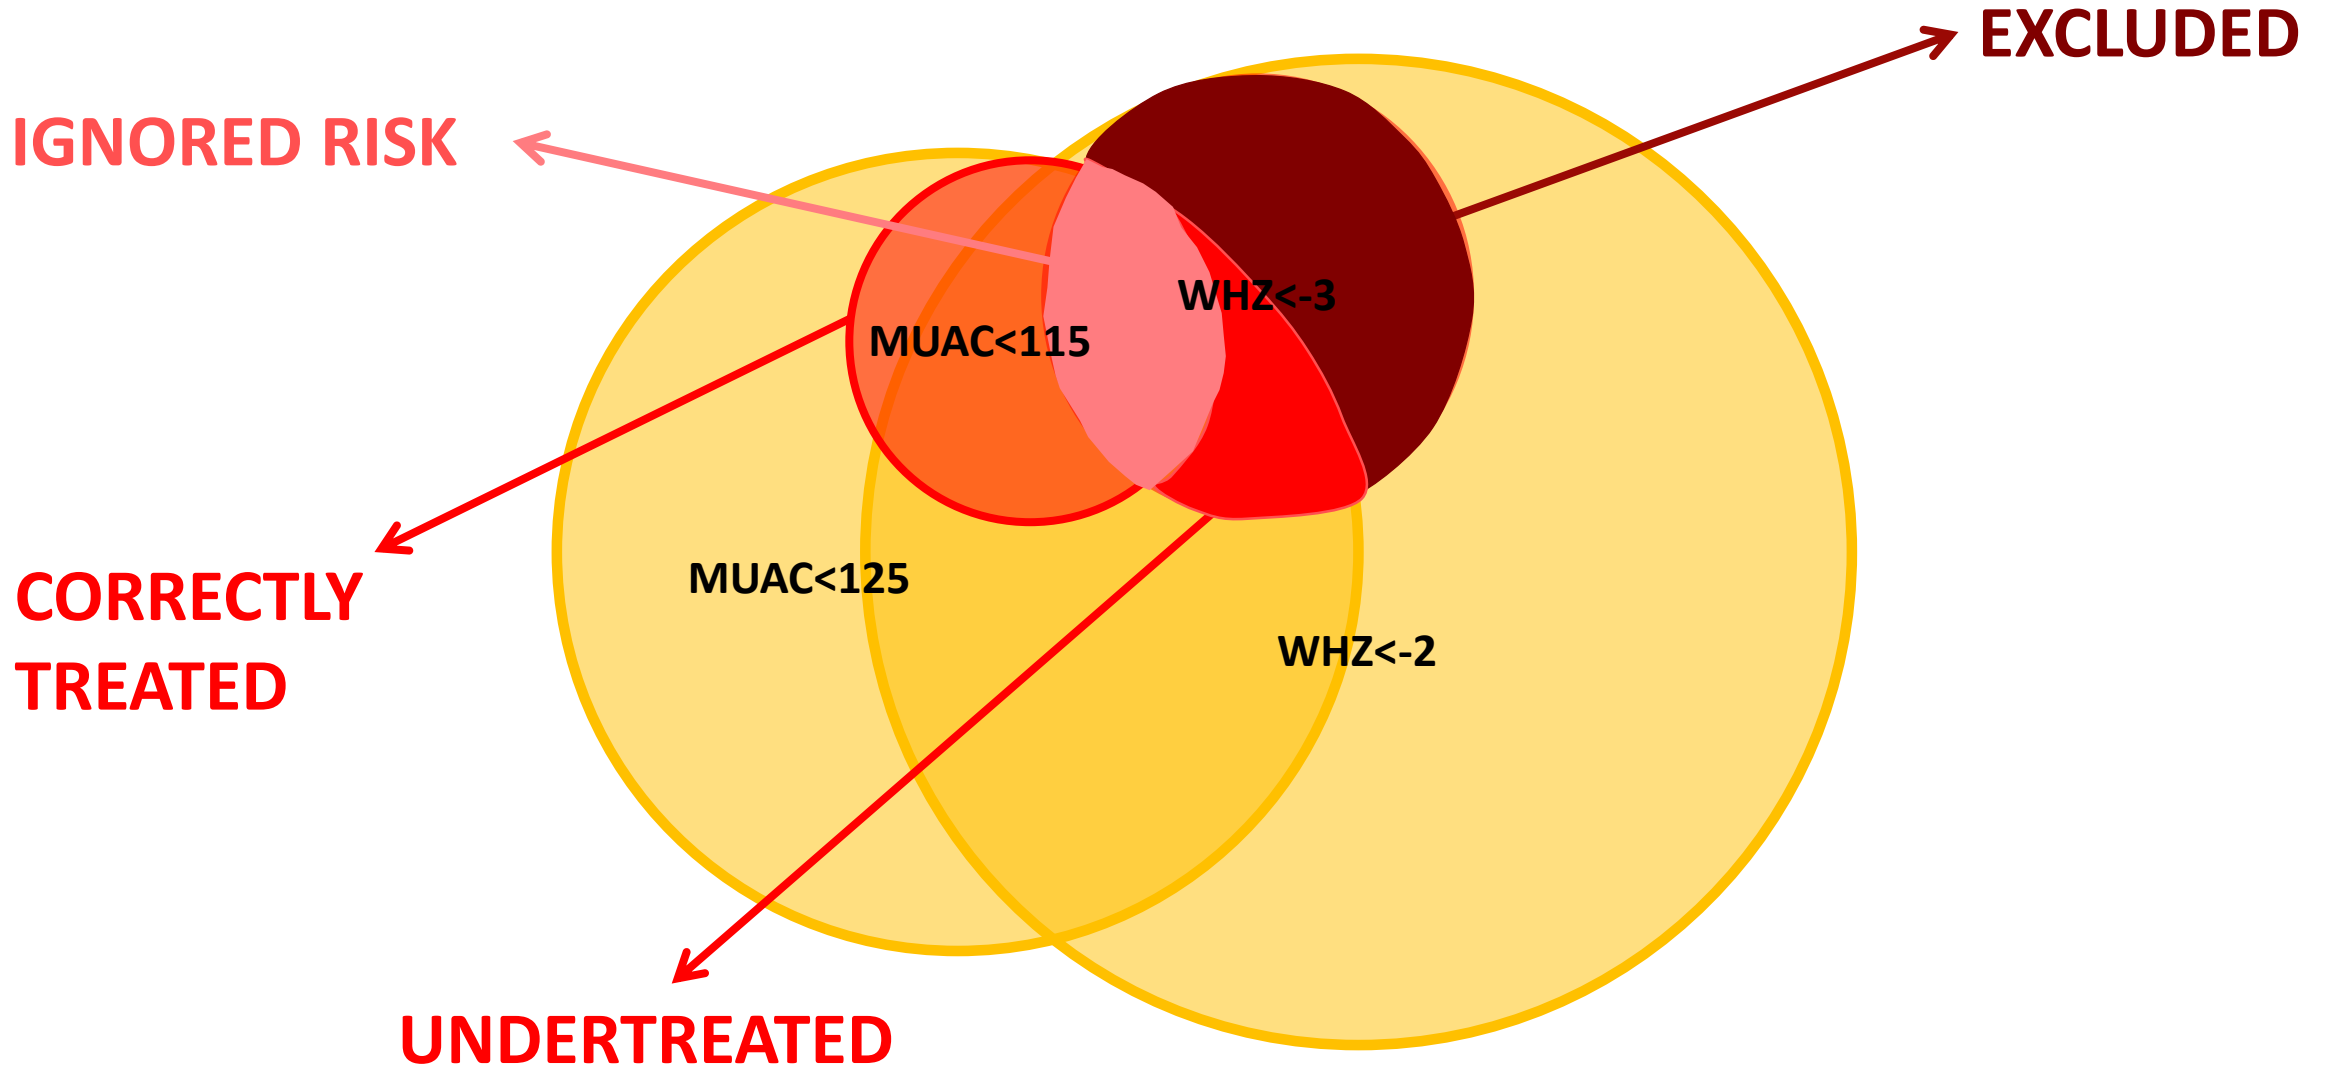 EXCLUDED
IGNORED RISK
WHZ<-3
MUAC<115
CORRECTLY
TREATED
MUAC<125
WHZ<-2
UNDERTREATED